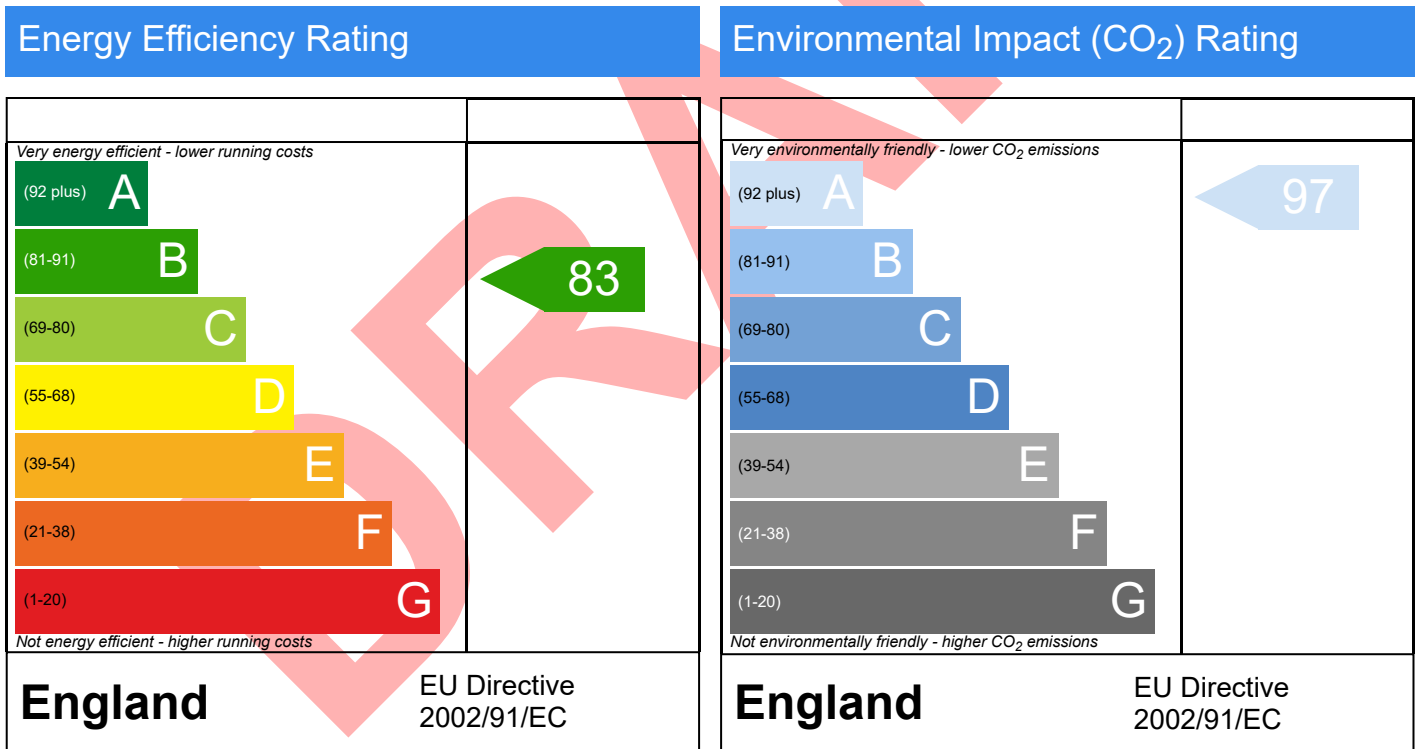 Energy Efficiency Rating
Very energy efficient - lower running costs
(92 plus) A
(81-91) B
83
(69-80) C
(55-68) D
(39-54) E
(21-38) F
(1-20) G
Not energy efficient - higher running costs
England
EU Directive
2002/91/EC
Environmental Impact (CO₂) Rating
Very environmentally friendly - lower CO₂ emissions
(92 plus) A
97
(81-91) B
(69-80) C
(55-68) D
(39-54) E
(21-38) F
(1-20) G
Not environmentally friendly - higher CO₂ emissions
England
EU Directive
2002/91/EC